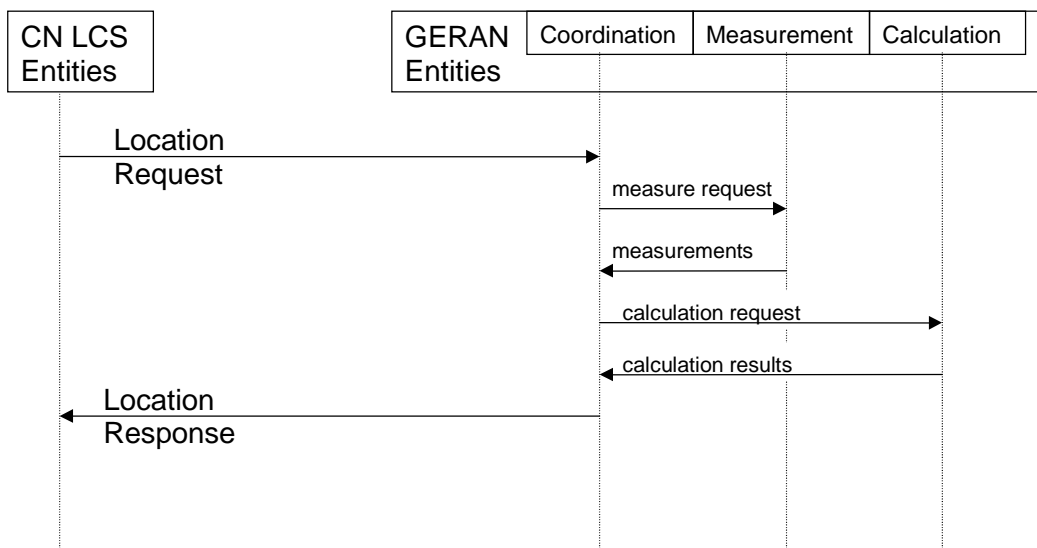 CN LCS
Entities
GERAN
Entities
Coordination
Measurement
Calculation
Location
Request
measure request
measurements
calculation request
calculation results
Location
Response